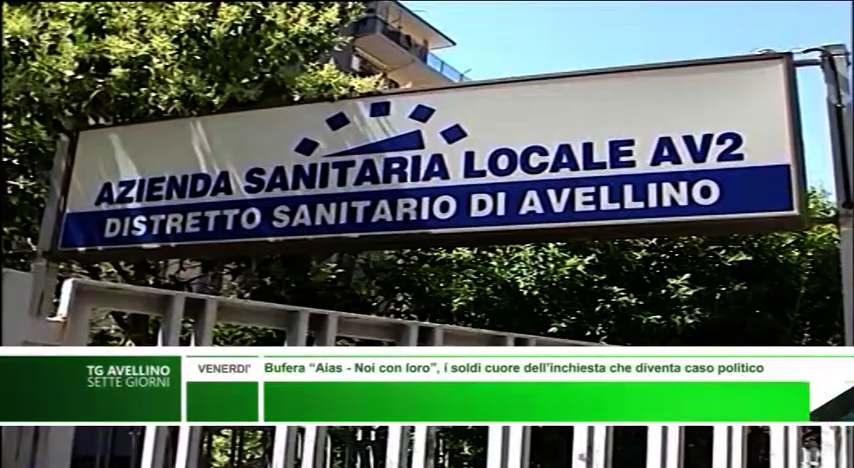 AZIENDA SANITARIA LOCALE AV2
DISTRETTO SANITARIO DI AVELLINO
TG AVELLINO
SETTE GIORNI
VENERDI'
Bufera "Aias - Noi con loro", i soldi cuore dell'inchiesta che diventa caso politico